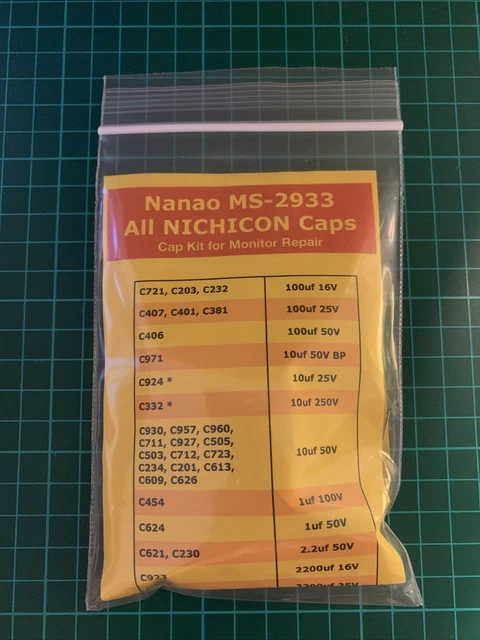 Nanao MS-2933
All NICHICON Caps
Cap Kit for Monitor Repair
C721, C203, C232 100uf 16V
C407, C401, C381 100uf 25V
C406 100uf 50V
C971 10uf 50V BP
C924 * 10uf 25V
C332 * 10uf 250V
C930, C957, C960,
C711, C927, C505,
C503, C712, C723, 10uf 50V
C234, C201, C613,
C609, C626
C454 1uf 100V
C624 1uf 50V
C621, C230 2.2uf 50V
C923 2200uf 16V